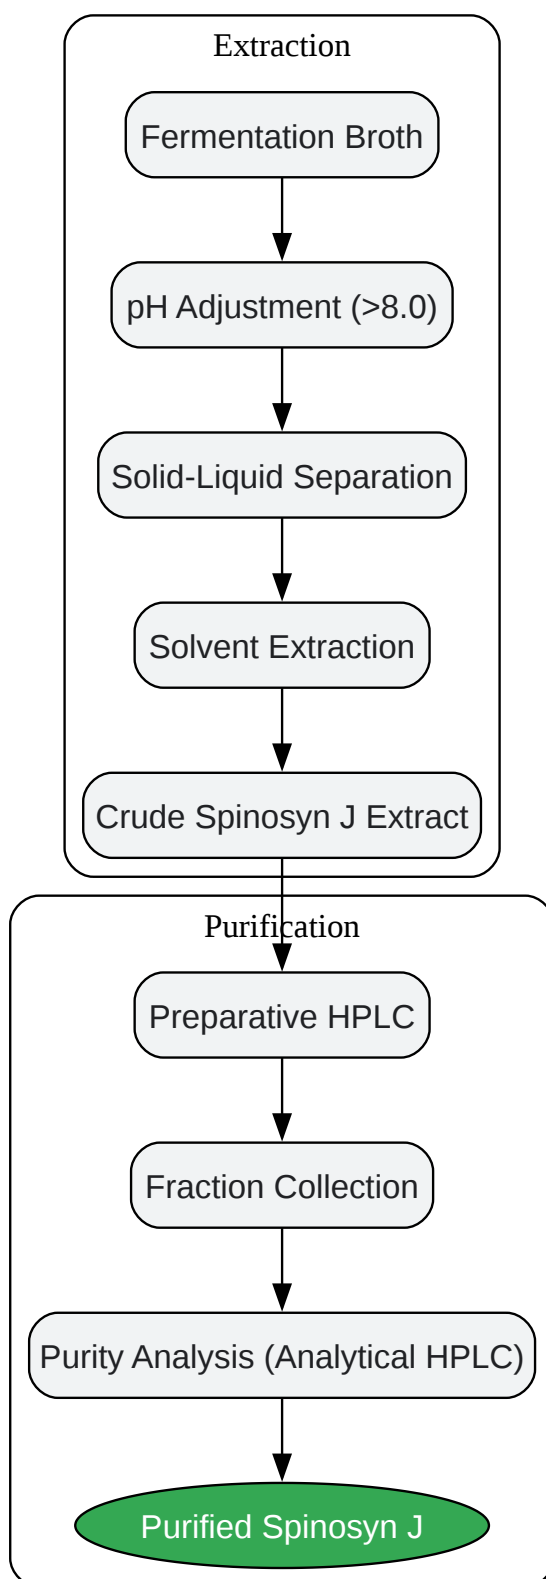 Extraction
Fermentation Broth
pH Adjustment (>8.0)
Solid-Liquid Separation
Solvent Extraction
Crude Spinosyn J Extract
Purification
Preparative HPLC
Fraction Collection
Purity Analysis (Analytical HPLC)
Purified Spinosyn J